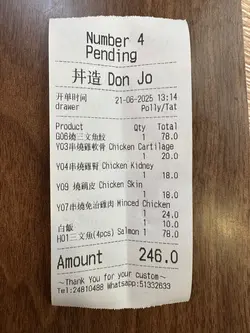 Number 4
Pending
丼造 Don Jo
开单时间 21-06-2025 13:14
drawer Polly/Tat
Product Qty Total
G06燒三文魚餃
1 78.0
Y03串燒雞軟骨 Chicken Cartilage
1 20.0
Y04串燒雞腎 Chicken Kidney
1 18.0
Y09 燒雞皮 Chicken Skin
1 18.0
Y07串燒免治雞肉 Minced Chicken
1 24.0
白飯 1 10.0
H01三文魚(4pcs) Salmon 1 78.0
Amount 246.0
~Thank You for your custom~
Tel:24810488 Whatsapp:51332633